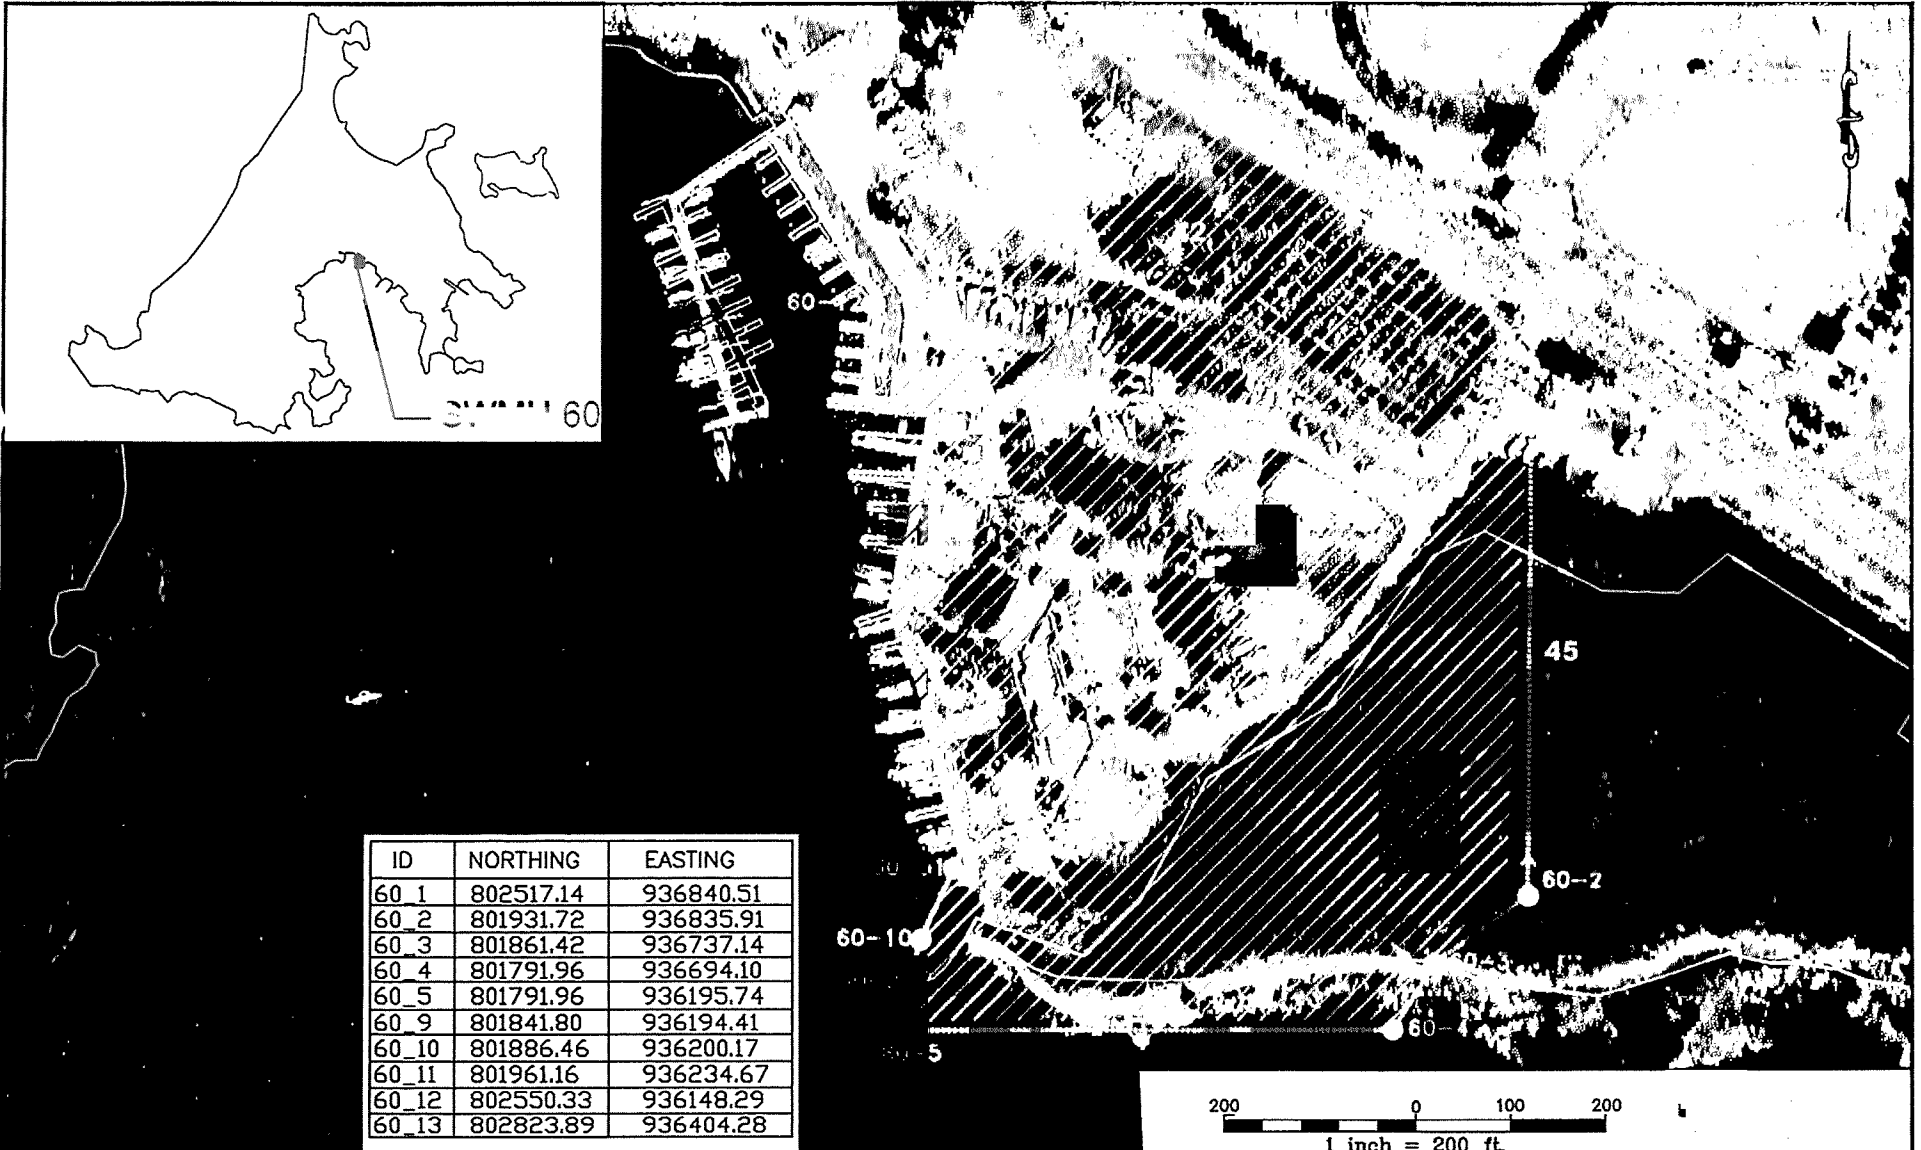 60
60-
45
60-2
60-10
60-
5
ID NORTHING EASTING
60_1 802517.14 936840.51
60_2 801931.72 936835.91
60_3 801861.42 936737.14
60_4 801791.96 936694.10
60_5 801791.96 936195.74
60_9 801841.80 936194.41
60_10 801886.46 936200.17
60_11 801961.16 936234.67
60_12 802550.33 936148.29
60_13 802823.89 936404.28
200 0 100 200
1 inch = 200 ft.